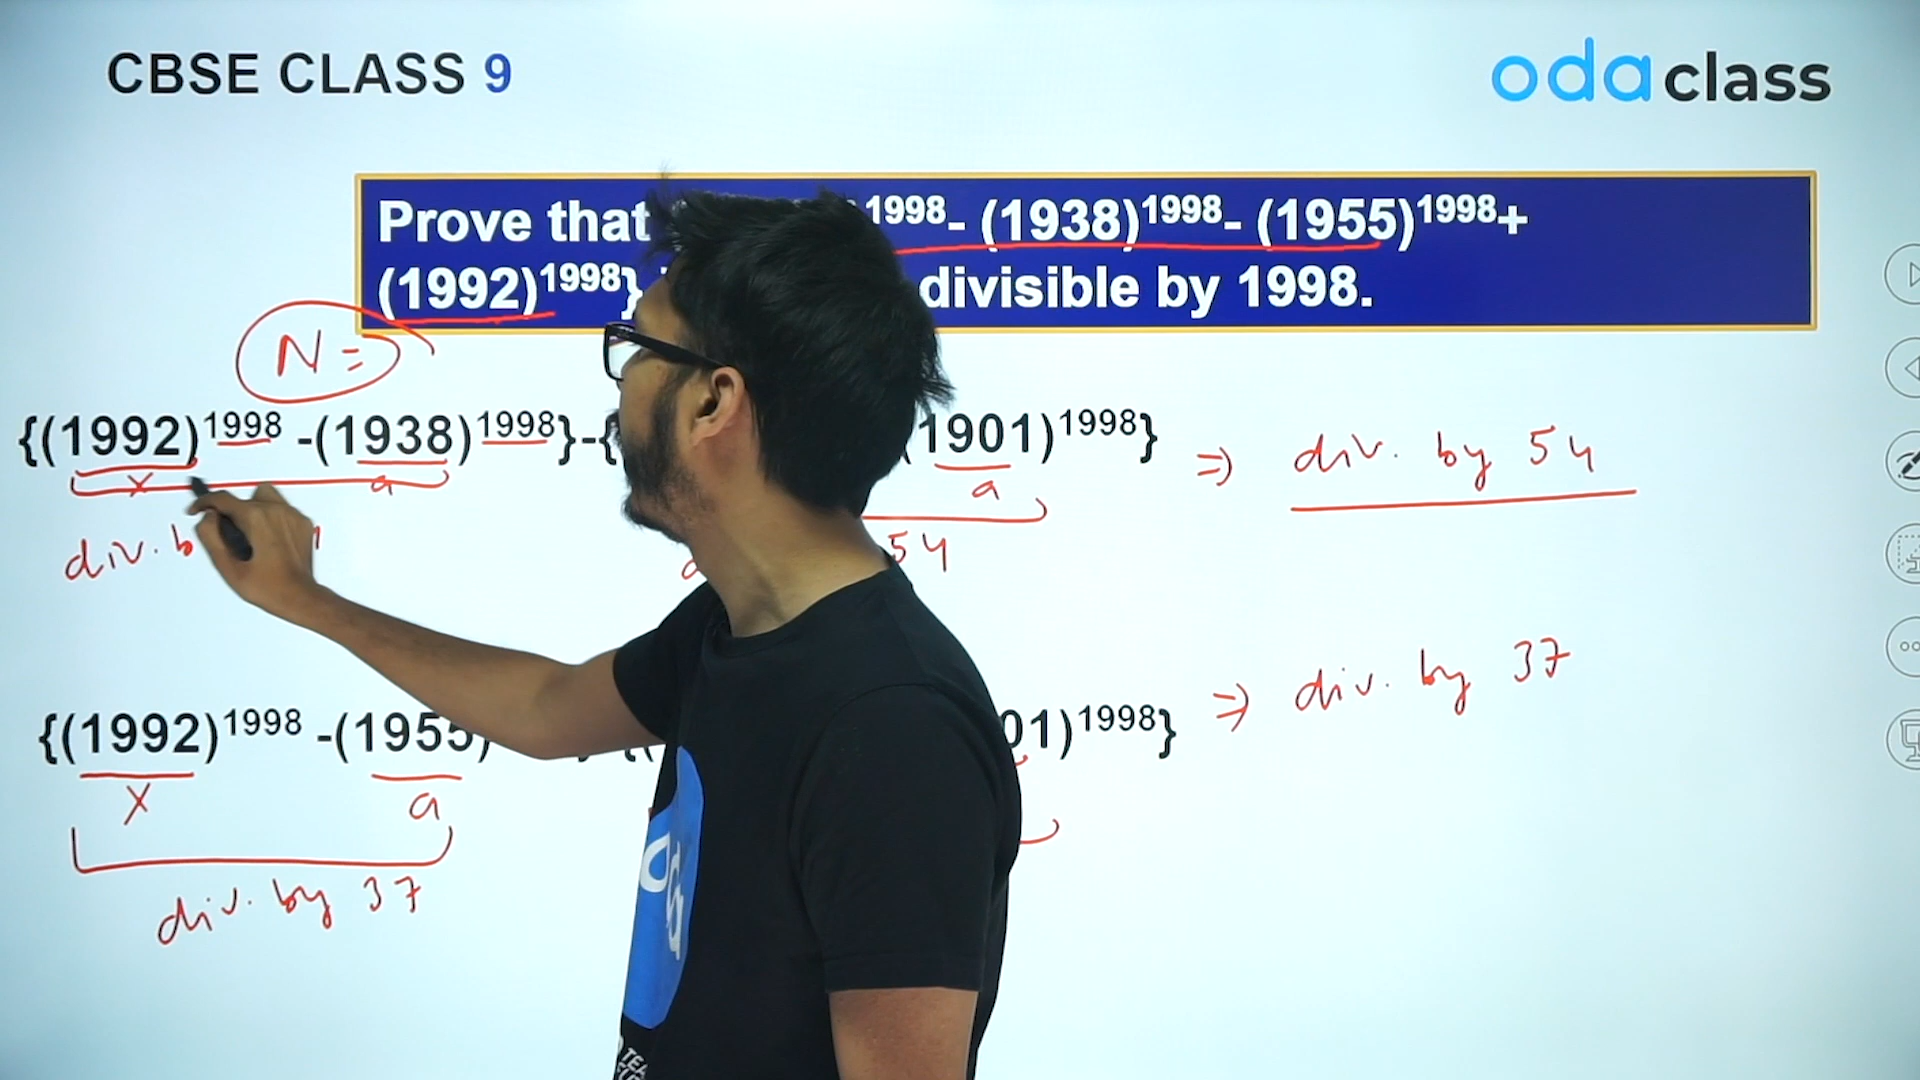 CBSE CLASS 9
odaclass
Prove that 1998- (1938)1998- (1955)1998+
(1992)1998} divisible by 1998.
N =
{(1992)1998 -(1938)1998}-{ (1901)1998} ⇒ div. by 54
x a a
div. b 54
{(1992)1998 -(1955) 01)1998} ⇒ div. by 37
x a
div. by 37